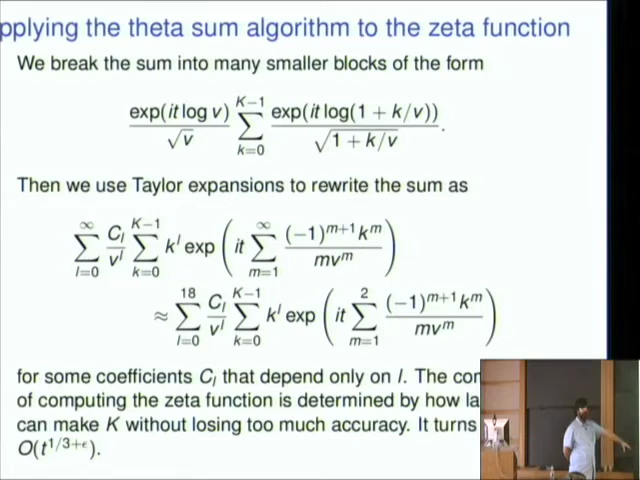 pplying the theta sum algorithm to the zeta function
We break the sum into many smaller blocks of the form
exp(it log v)/√v ∑_{k=0}^{K−1} exp(it log(1 + k/v))/√(1 + k/v).
Then we use Taylor expansions to rewrite the sum as
∑_{l=0}^{∞} C_l/v^l ∑_{k=0}^{K−1} k^l exp(it ∑_{m=1}^{∞} (−1)^{m+1}k^m/mv^m)
≈ ∑_{l=0}^{18} C_l/v^l ∑_{k=0}^{K−1} k^l exp(it ∑_{m=1}^{2} (−1)^{m+1}k^m/mv^m)
for some coefficients C_l that depend only on l. The
of computing the zeta function is determined by how
can make K without losing too much accuracy. It turns
O(t^{1/3+ϵ}).